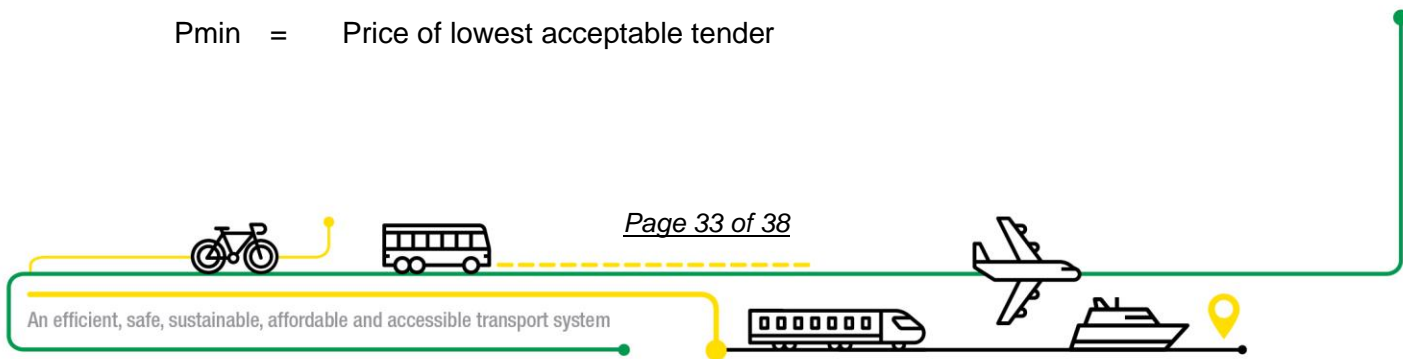 Pmin = Price of lowest acceptable tender
Page 33 of 38
An efficient, safe, sustainable, affordable and accessible transport system